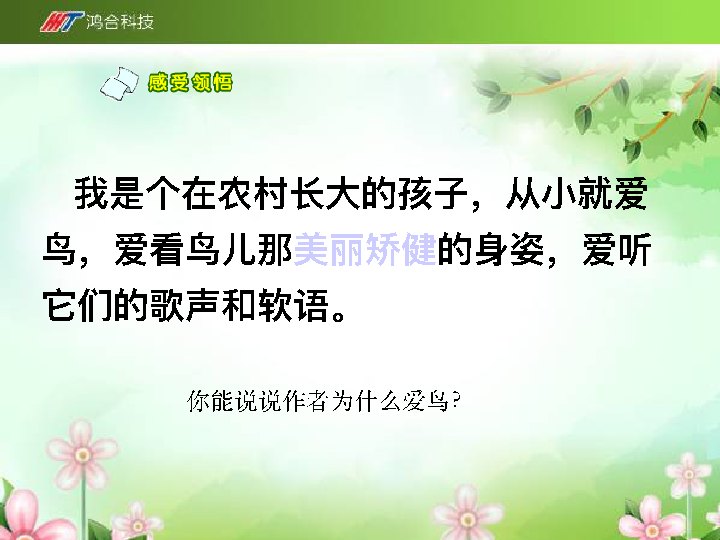 鸿合科技
感受领悟
我是个在农村长大的孩子，从小就爱
鸟，爱看鸟儿那美丽矫健的身姿，爱听
它们的歌声和软语。
你能说说作者为什么爱鸟?